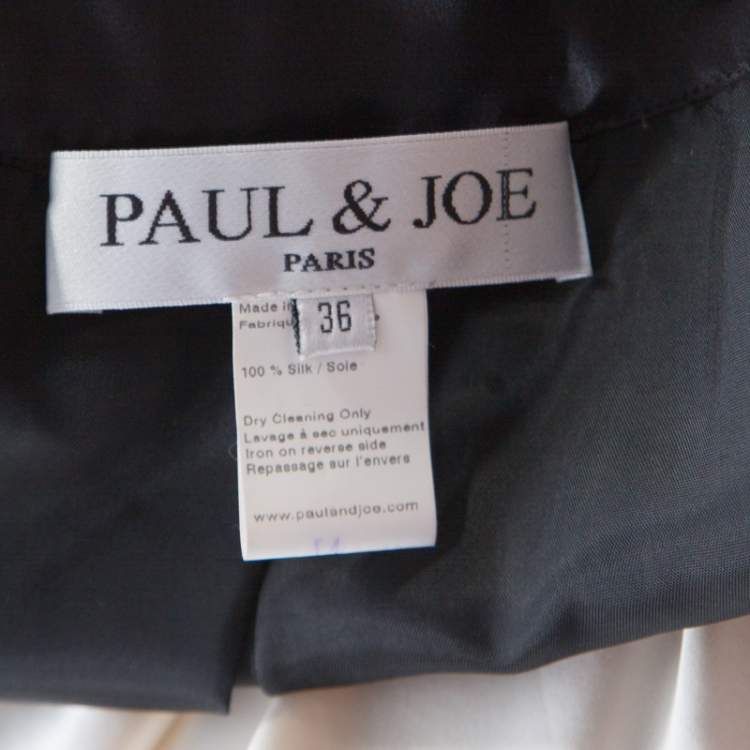 PAUL & JOE
PARIS
36
Made in
100 % Silk / Soie
Dry Cleaning Only
Lavage à sec uniquement
Iron on reverse side
Repassage sur l'envers
www.paulandjoe.com